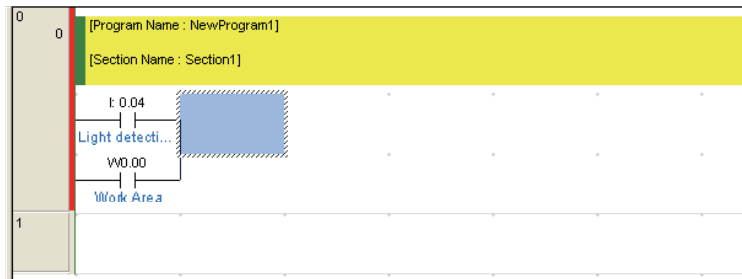 0
0
[Program Name : NewProgram1]
[Section Name : Section1]
I: 0.04
Light detecti...
W0.00
Work Area
1